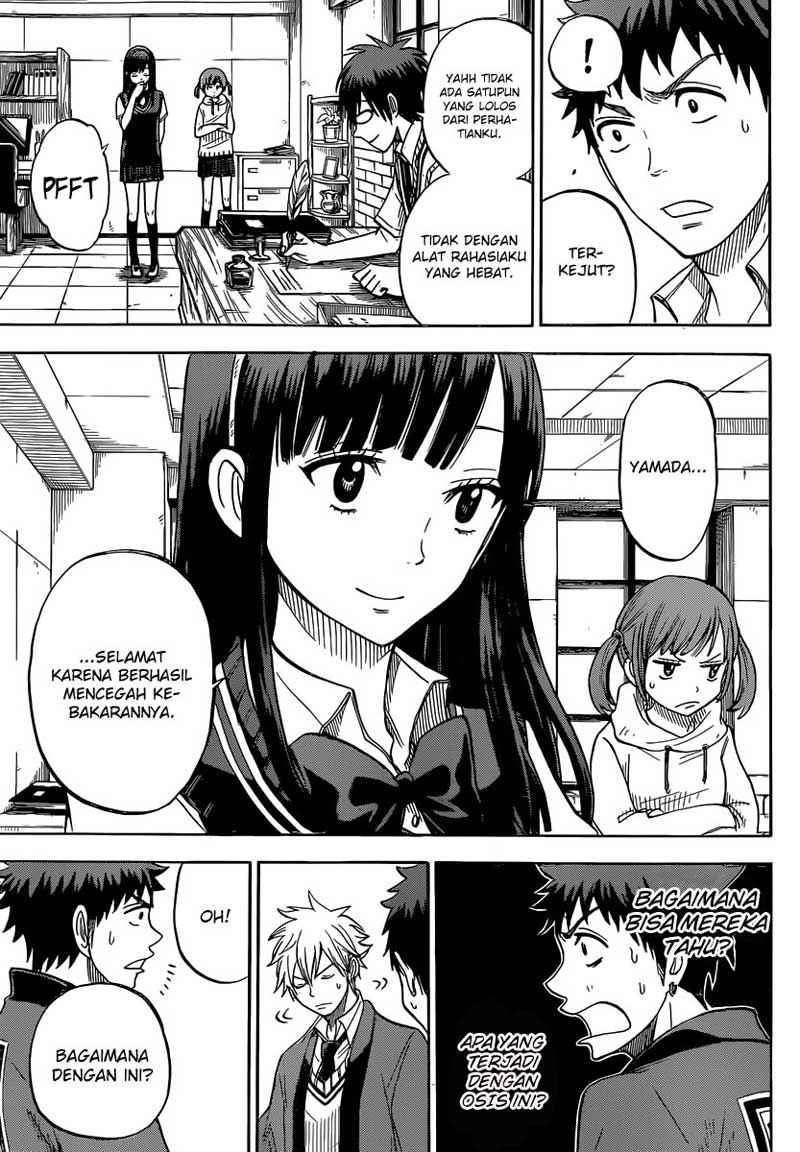 !
TER-
KEJUT?
YAHH TIDAK
ADA SATUPUN
YANG LOLOS
DARI PERHA-
TIANKU.
TIDAK DENGAN
ALAT RAHASIAKU
YANG HEBAT.
PFFT
YAMADA...
...SELAMAT
KARENA BERHASIL
MENCEGAH KE-
BAKARANNYA.
BAGAIMANA
BISA MEREKA
TAHU?
APA YANG
TERJADI
DENGAN
OSIS INI?
OH!
BAGAIMANA
DENGAN INI?